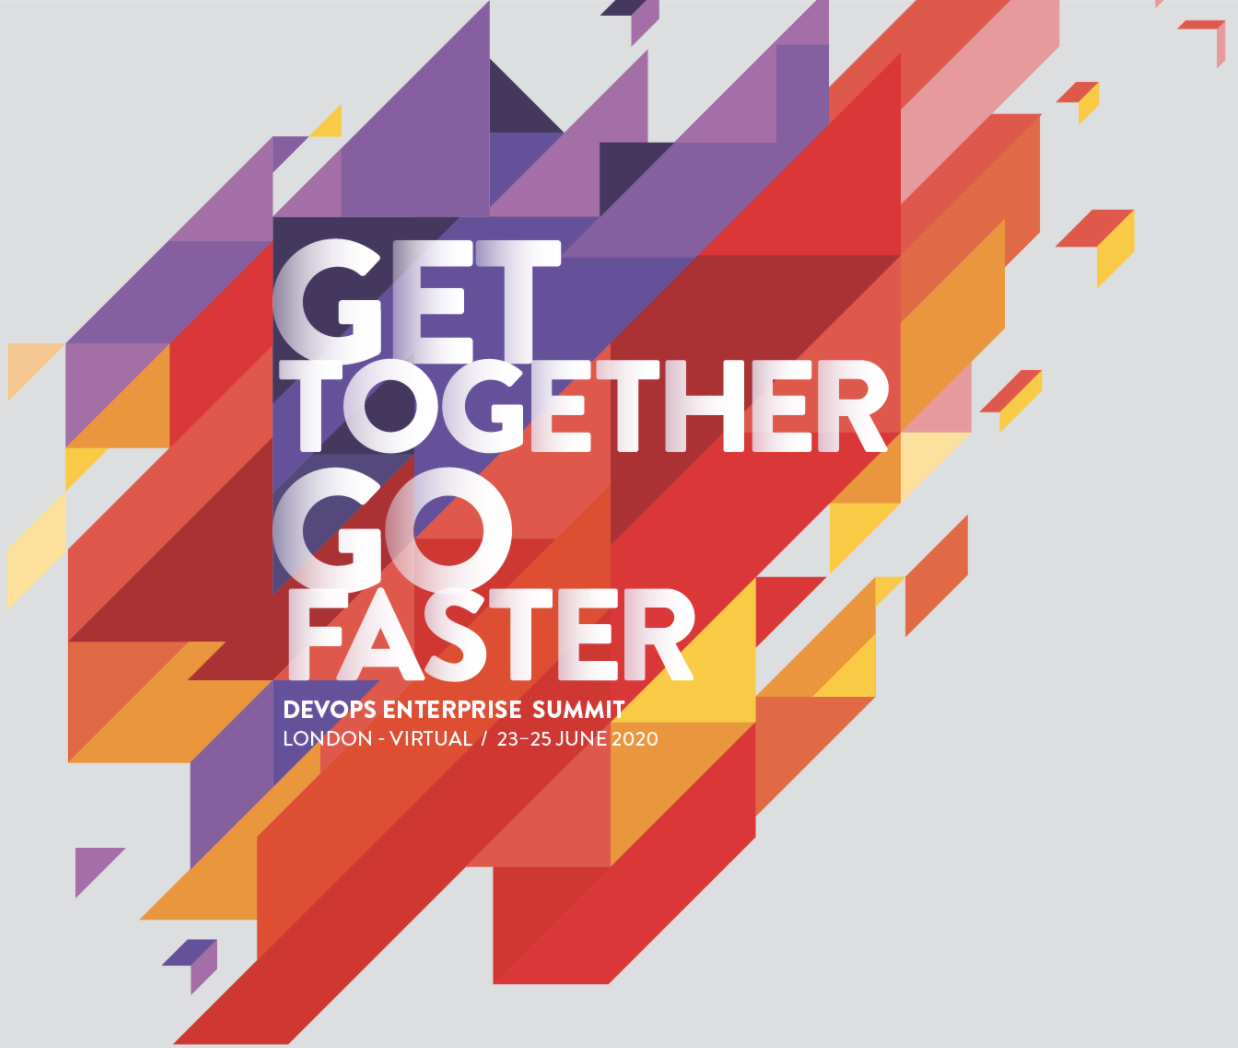 GET
TOGETHER
GO
FASTER
DEVOPS ENTERPRISE SUMMIT
LONDON - VIRTUAL / 23–25 JUNE 2020